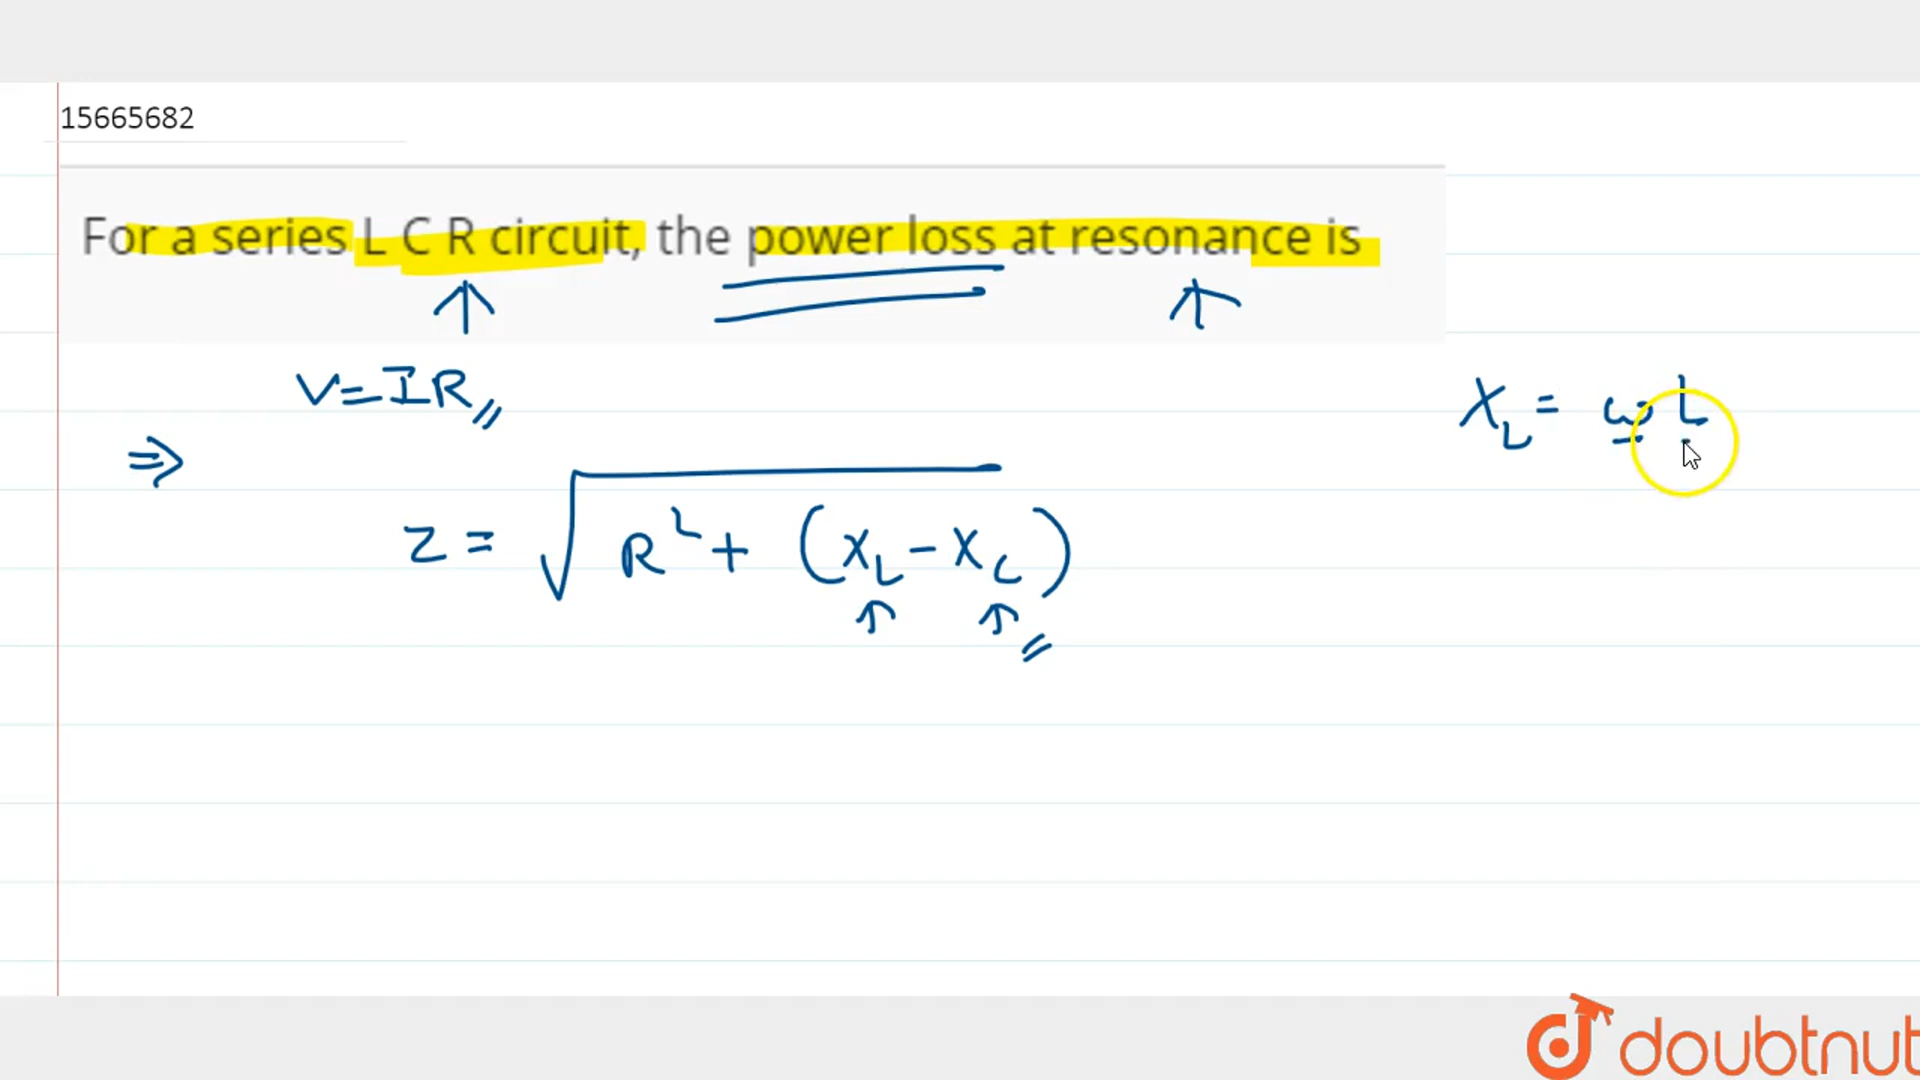 15665682
For a series L C R circuit, the power loss at resonance is
V=IR
X_L = ωL
⇒
Z = √R² + (X_L - X_C)
doubtnut